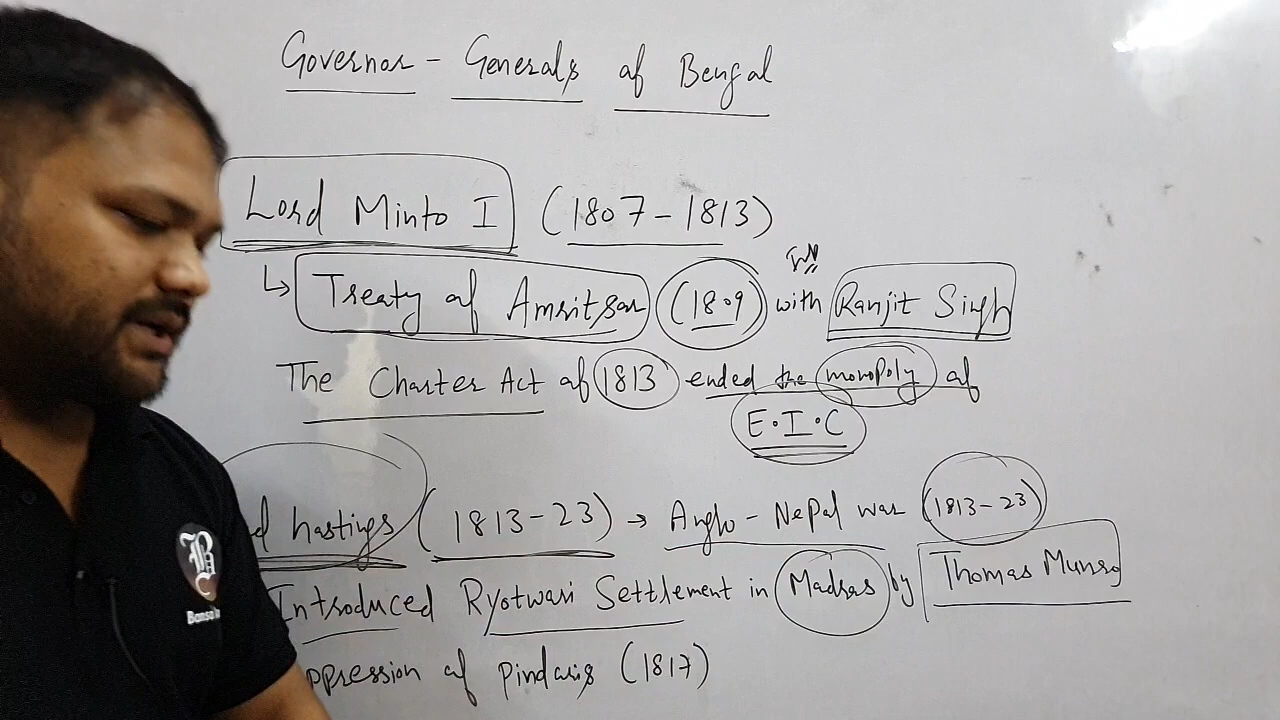 Governor - Generals of Bengal
Lord Minto I (1807-1813)
↳ Treaty of Amritsar (1809) with Ranjit Singh
The Charter Act of 1813 ended the monopoly of
E.I.C
d hastings (1813-23) → Anglo - Nepal war (1813-23)
Introduced Ryotwari Settlement in Madras by Thomas Munro
ppression of Pindaris (1817)
B